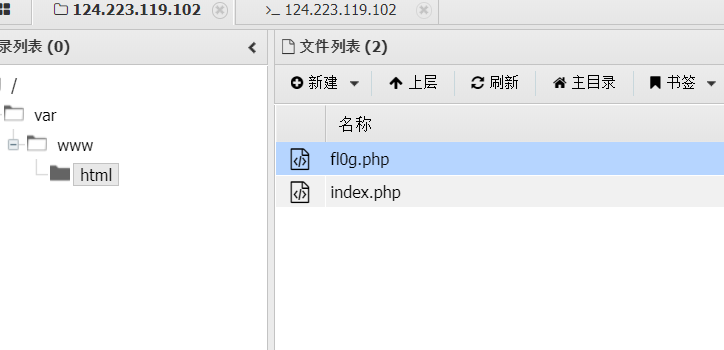 124.223.119.102 >_ 124.223.119.102
录列表 (0)
文件列表 (2)
/
新建 上层 刷新 主目录 书签
var
www
html
名称
fl0g.php
index.php